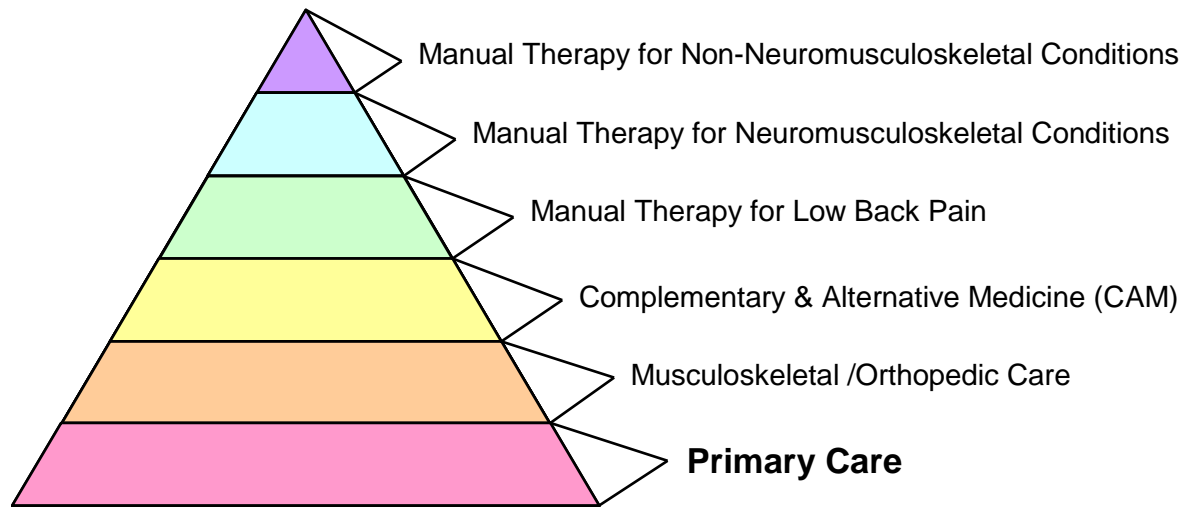 Manual Therapy for Non-Neuromusculoskeletal Conditions
Manual Therapy for Neuromusculoskeletal Conditions
Manual Therapy for Low Back Pain
Complementary & Alternative Medicine (CAM)
Musculoskeletal /Orthopedic Care
Primary Care